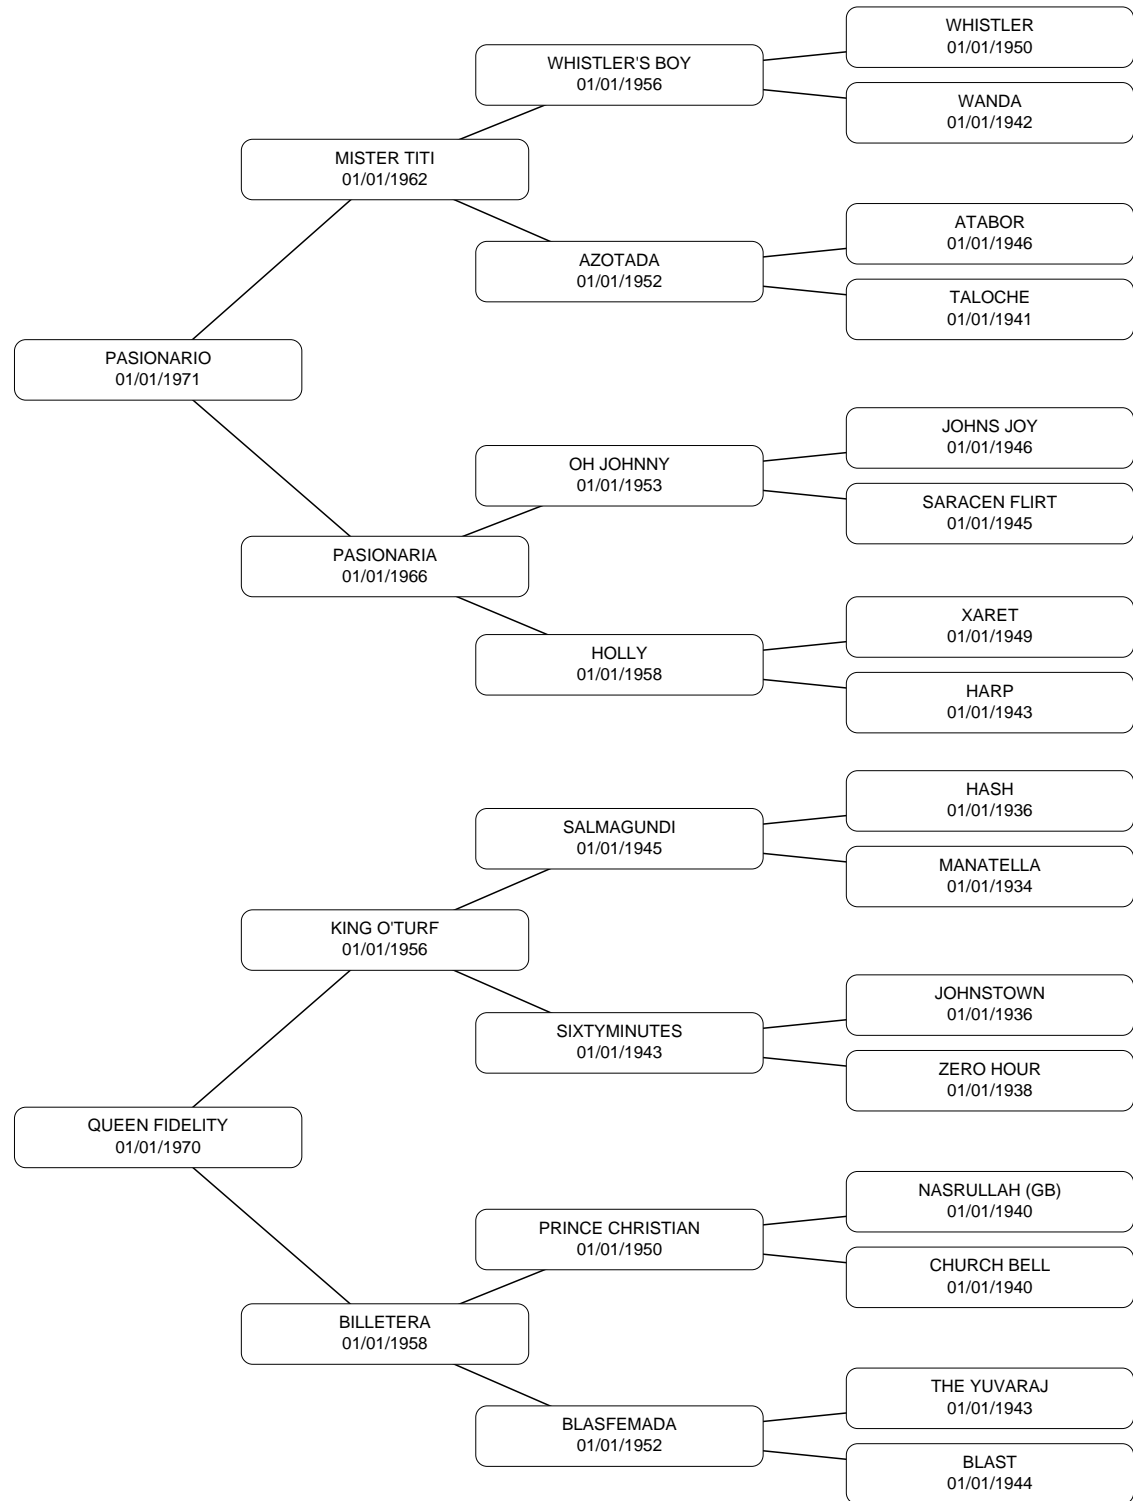 WHISTLER
01/01/1950
WHISTLER'S BOY
01/01/1956
WANDA
01/01/1942
MISTER TITI
01/01/1962
ATABOR
01/01/1946
AZOTADA
01/01/1952
TALOCHE
01/01/1941
PASIONARIO
01/01/1971
JOHNS JOY
01/01/1946
OH JOHNNY
01/01/1953
SARACEN FLIRT
01/01/1945
PASIONARIA
01/01/1966
XARET
01/01/1949
HOLLY
01/01/1958
HARP
01/01/1943
HASH
01/01/1936
SALMAGUNDI
01/01/1945
MANATELLA
01/01/1934
KING O'TURF
01/01/1956
JOHNSTOWN
01/01/1936
SIXTYMINUTES
01/01/1943
ZERO HOUR
01/01/1938
QUEEN FIDELITY
01/01/1970
NASRULLAH (GB)
01/01/1940
PRINCE CHRISTIAN
01/01/1950
CHURCH BELL
01/01/1940
BILLETERA
01/01/1958
THE YUVARAJ
01/01/1943
BLASFEMADA
01/01/1952
BLAST
01/01/1944